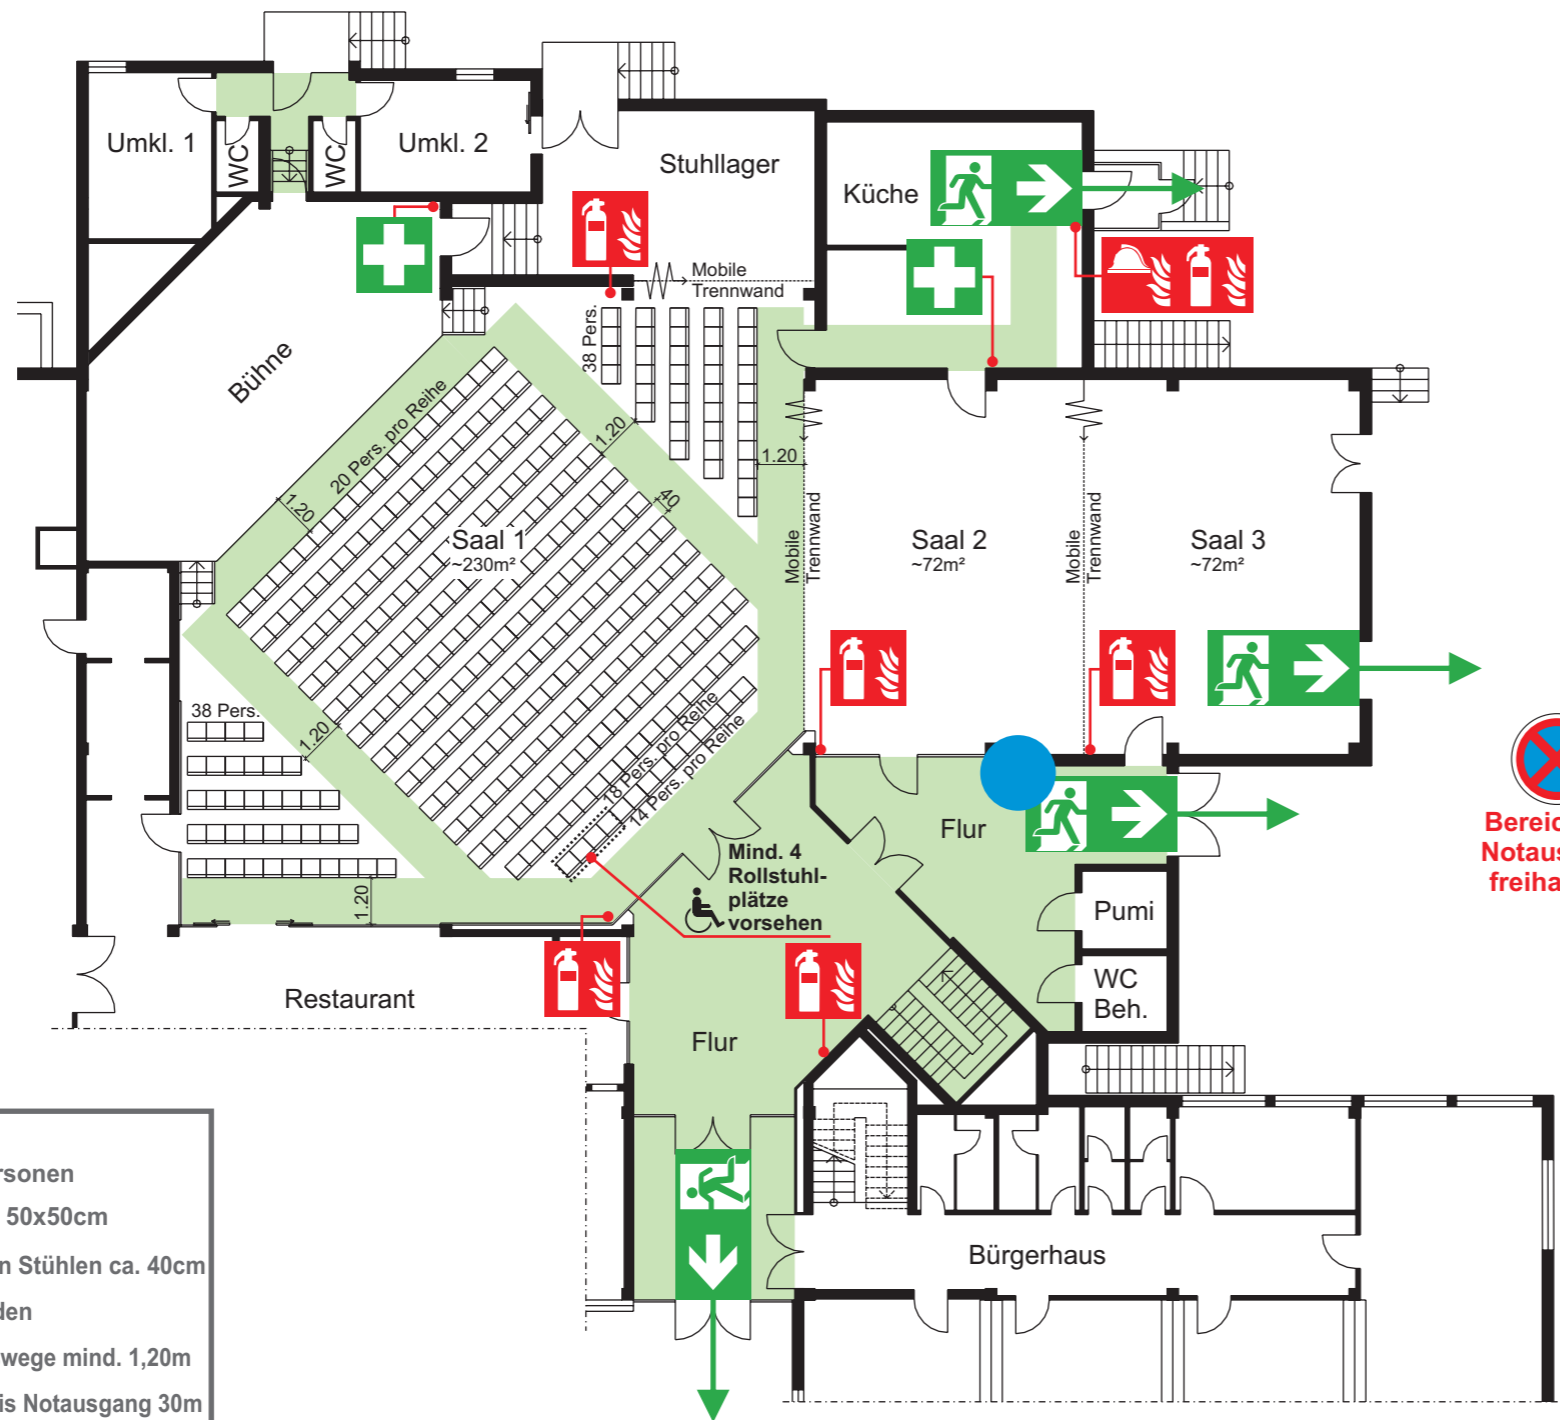 Umkl. 1
WC
WC
Umkl. 2
Stuhllager
Küche
Mobile
Trennwand
38 Pers.
Bühne
20 Pers. pro Reihe
1.20
1.20
40
1.20
Saal 1
~230m²
Mobile
Trennwand
Saal 2
~72m²
Mobile
Trennwand
Saal 3
~72m²
38 Pers.
1.20
18 Pers. pro Reihe
14 Pers. pro Reihe
1.20
Mind. 4
Rollstuhl-
plätze
vorsehen
Flur
Pumi
WC
Beh.
Restaurant
Flur
Bürgerhaus
Bereic
Notaus
freiha
rsonen
50x50cm
n Stühlen ca. 40cm
den
wege mind. 1,20m
is Notausgang 30m